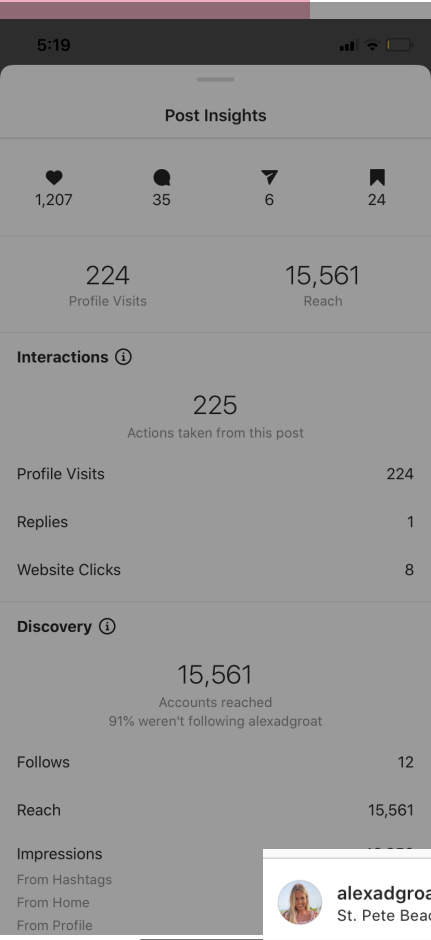 5:19
Post Insights
1,207 35 6 24
224 15,561
Profile Visits Reach
Interactions
225
Actions taken from this post
Profile Visits 224
Replies 1
Website Clicks 8
Discovery
15,561
Accounts reached
91% weren't following alexadgroat
Follows 12
Reach 15,561
Impressions
From Hashtags
From Home
From Profile
alexadgroa
St. Pete Beac